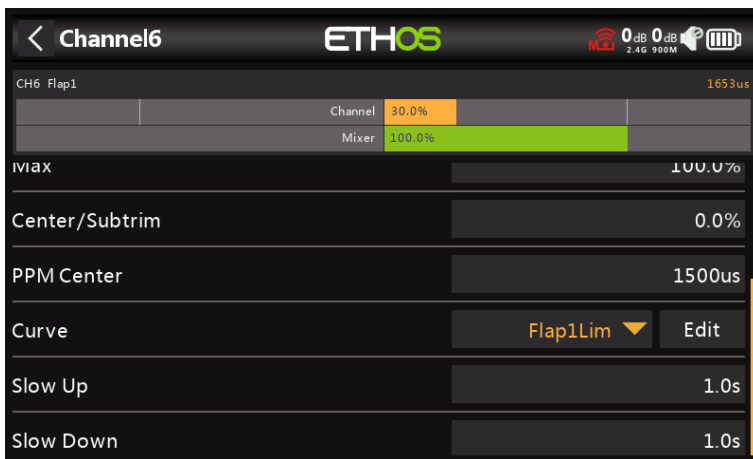 Channel6 ETHOS M 0dB 0dB
2.4G 900M
CH6 Flap1 1653us
Channel 30.0%
Mixer 100.0%
Max 100.0%
Center/Subtrim 0.0%
PPM Center 1500us
Curve Flap1Lim Edit
Slow Up 1.0s
Slow Down 1.0s